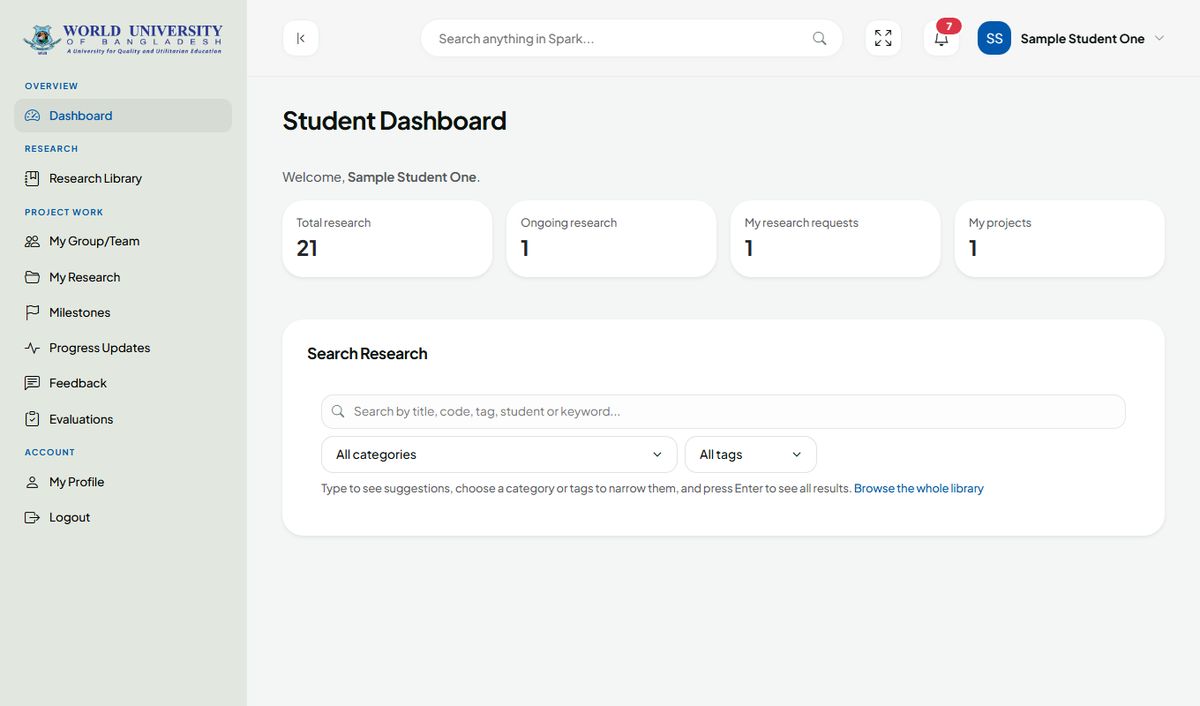 WORLD UNIVERSITY
OF BANGLADESH
A University for Quality and Utilitarian Education
OVERVIEW
Dashboard
RESEARCH
Research Library
PROJECT WORK
My Group/Team
My Research
Milestones
Progress Updates
Feedback
Evaluations
ACCOUNT
My Profile
Logout
Search anything in Spark...
7
SS
Sample Student One
Student Dashboard
Welcome, Sample Student One.
Total research
21
Ongoing research
1
My research requests
1
My projects
1
Search Research
Search by title, code, tag, student or keyword...
All categories
All tags
Type to see suggestions, choose a category or tags to narrow them, and press Enter to see all results. Browse the whole library